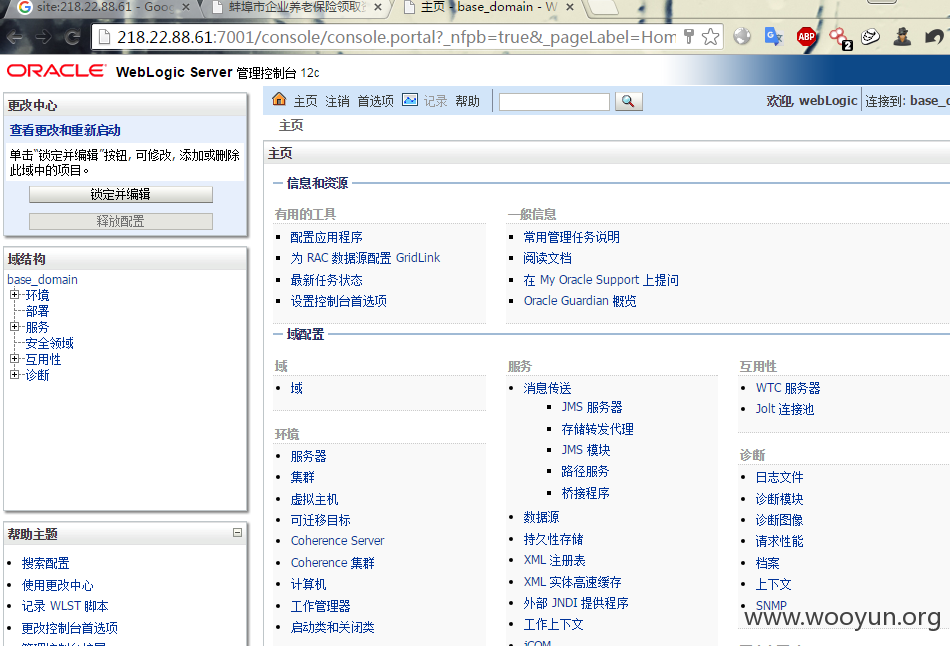 site:218.22.88.61 - Goo
蚌埠市企业养老保险领取
主页 - base_domain - W
218.22.88.61:7001/console/console.portal?_nfpb=true&_pageLabel=Hom
ABP
2
ORACLE WebLogic Server 管理控制台 12c
更改中心
查看更改和重新启动
单击"锁定并编辑"按钮, 可修改, 添加或删除
此域中的项目。
锁定并编辑
释放配置
域结构
base_domain
环境
部署
服务
安全领域
互用性
诊断
帮助主题
搜索配置
使用更改中心
记录 WLST 脚本
更改控制台首选项
主页 注销 首选项 记录 帮助
欢迎, webLogic 连接到: base_
主页
主页
信息和资源
有用的工具
配置应用程序
为 RAC 数据源配置 GridLink
最新任务状态
设置控制台首选项
一般信息
常用管理任务说明
阅读文档
在 My Oracle Support 上提问
Oracle Guardian 概览
域配置
域
域
环境
服务器
集群
虚拟主机
可迁移目标
Coherence Server
Coherence 集群
计算机
工作管理器
启动类和关闭类
服务
消息传送
JMS 服务器
存储转发代理
JMS 模块
路径服务
桥接程序
数据源
持久性存储
XML 注册表
XML 实体高速缓存
外部 JNDI 提供程序
工作上下文
jCOM
互用性
WTC 服务器
Jolt 连接池
诊断
日志文件
诊断模块
诊断图像
请求性能
档案
上下文
SNMP
www.wooyun.org